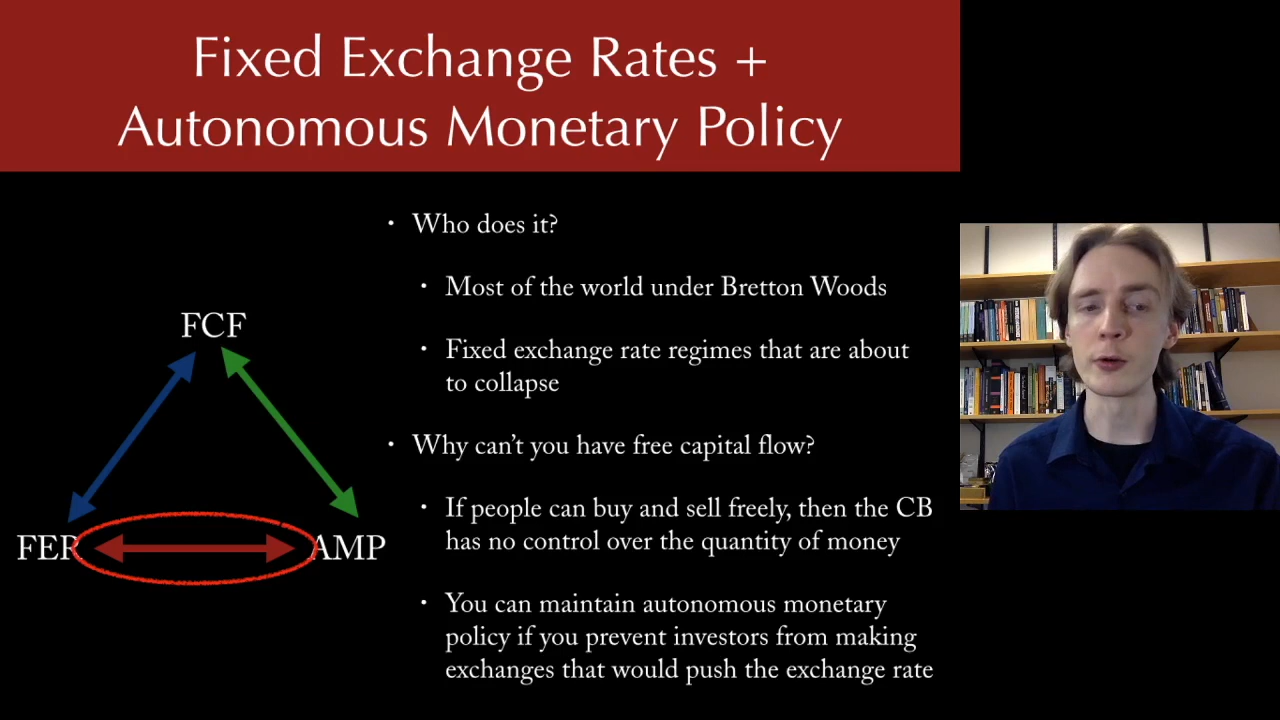 Fixed Exchange Rates +
Autonomous Monetary Policy
• Who does it?
• Most of the world under Bretton Woods
• Fixed exchange rate regimes that are about
to collapse
• Why can't you have free capital flow?
• If people can buy and sell freely, then the CB
has no control over the quantity of money
• You can maintain autonomous monetary
policy if you prevent investors from making
exchanges that would push the exchange rate
FCF
FER
AMP